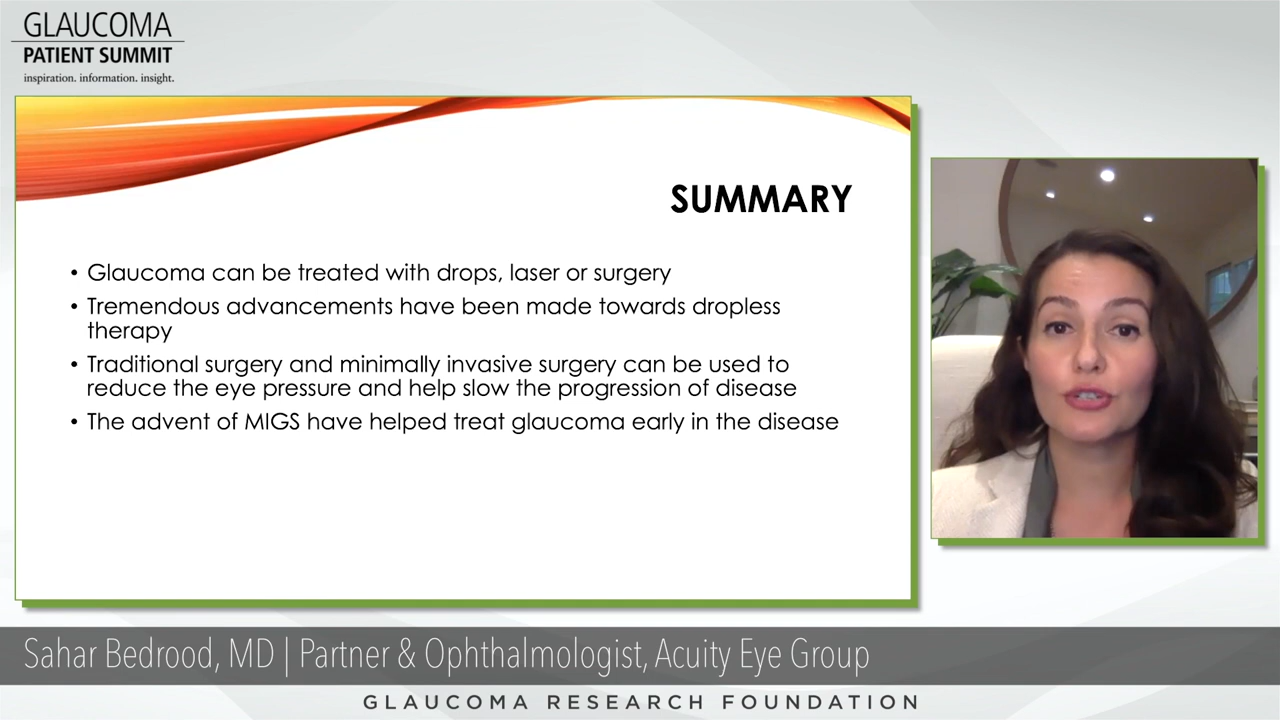 GLAUCOMA
PATIENT SUMMIT
inspiration. information. insight.
SUMMARY
• Glaucoma can be treated with drops, laser or surgery
• Tremendous advancements have been made towards dropless
therapy
• Traditional surgery and minimally invasive surgery can be used to
reduce the eye pressure and help slow the progression of disease
• The advent of MIGS have helped treat glaucoma early in the disease
Sahar Bedrood, MD | Partner & Ophthalmologist, Acuity Eye Group
GLAUCOMA RESEARCH FOUNDATION